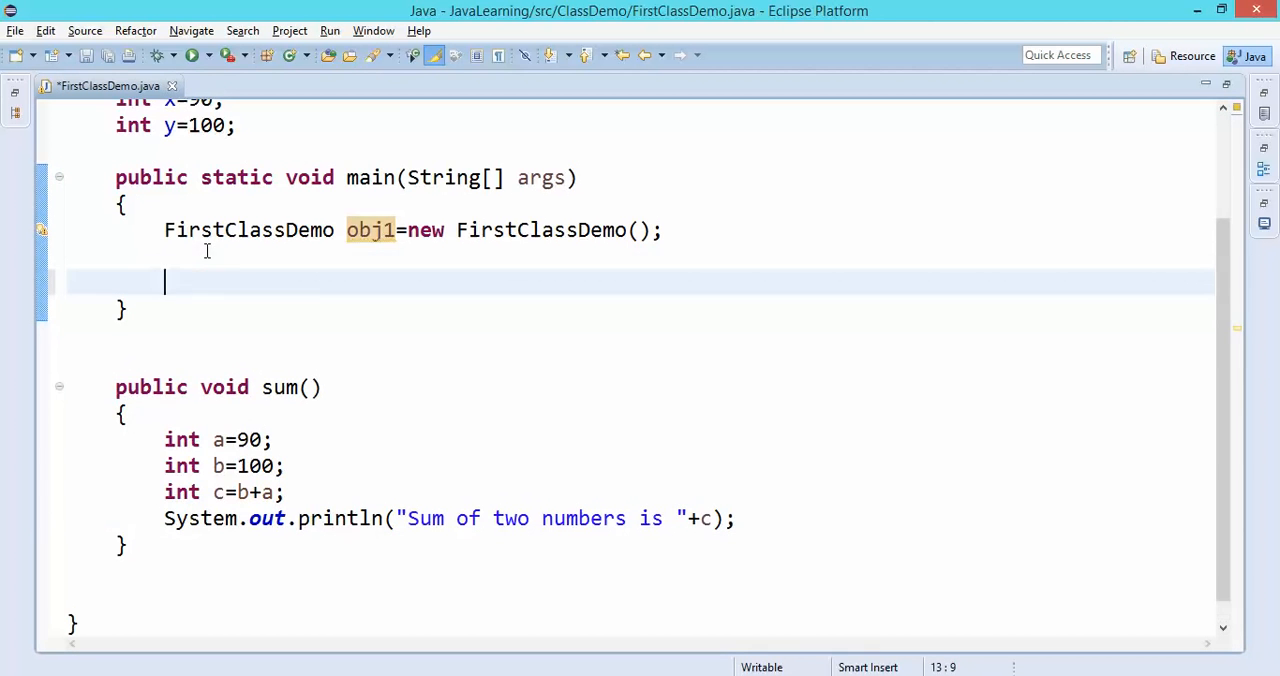 Java - JavaLearning/src/ClassDemo/FirstClassDemo.java - Eclipse Platform
File Edit Source Refactor Navigate Search Project Run Window Help
Quick Access Resource Java
*FirstClassDemo.java
int x=90;
int y=100;
public static void main(String[] args)
{
FirstClassDemo obj1=new FirstClassDemo();
}
public void sum()
{
int a=90;
int b=100;
int c=b+a;
System.out.println("Sum of two numbers is "+c);
}
}
Writable Smart Insert 13 : 9